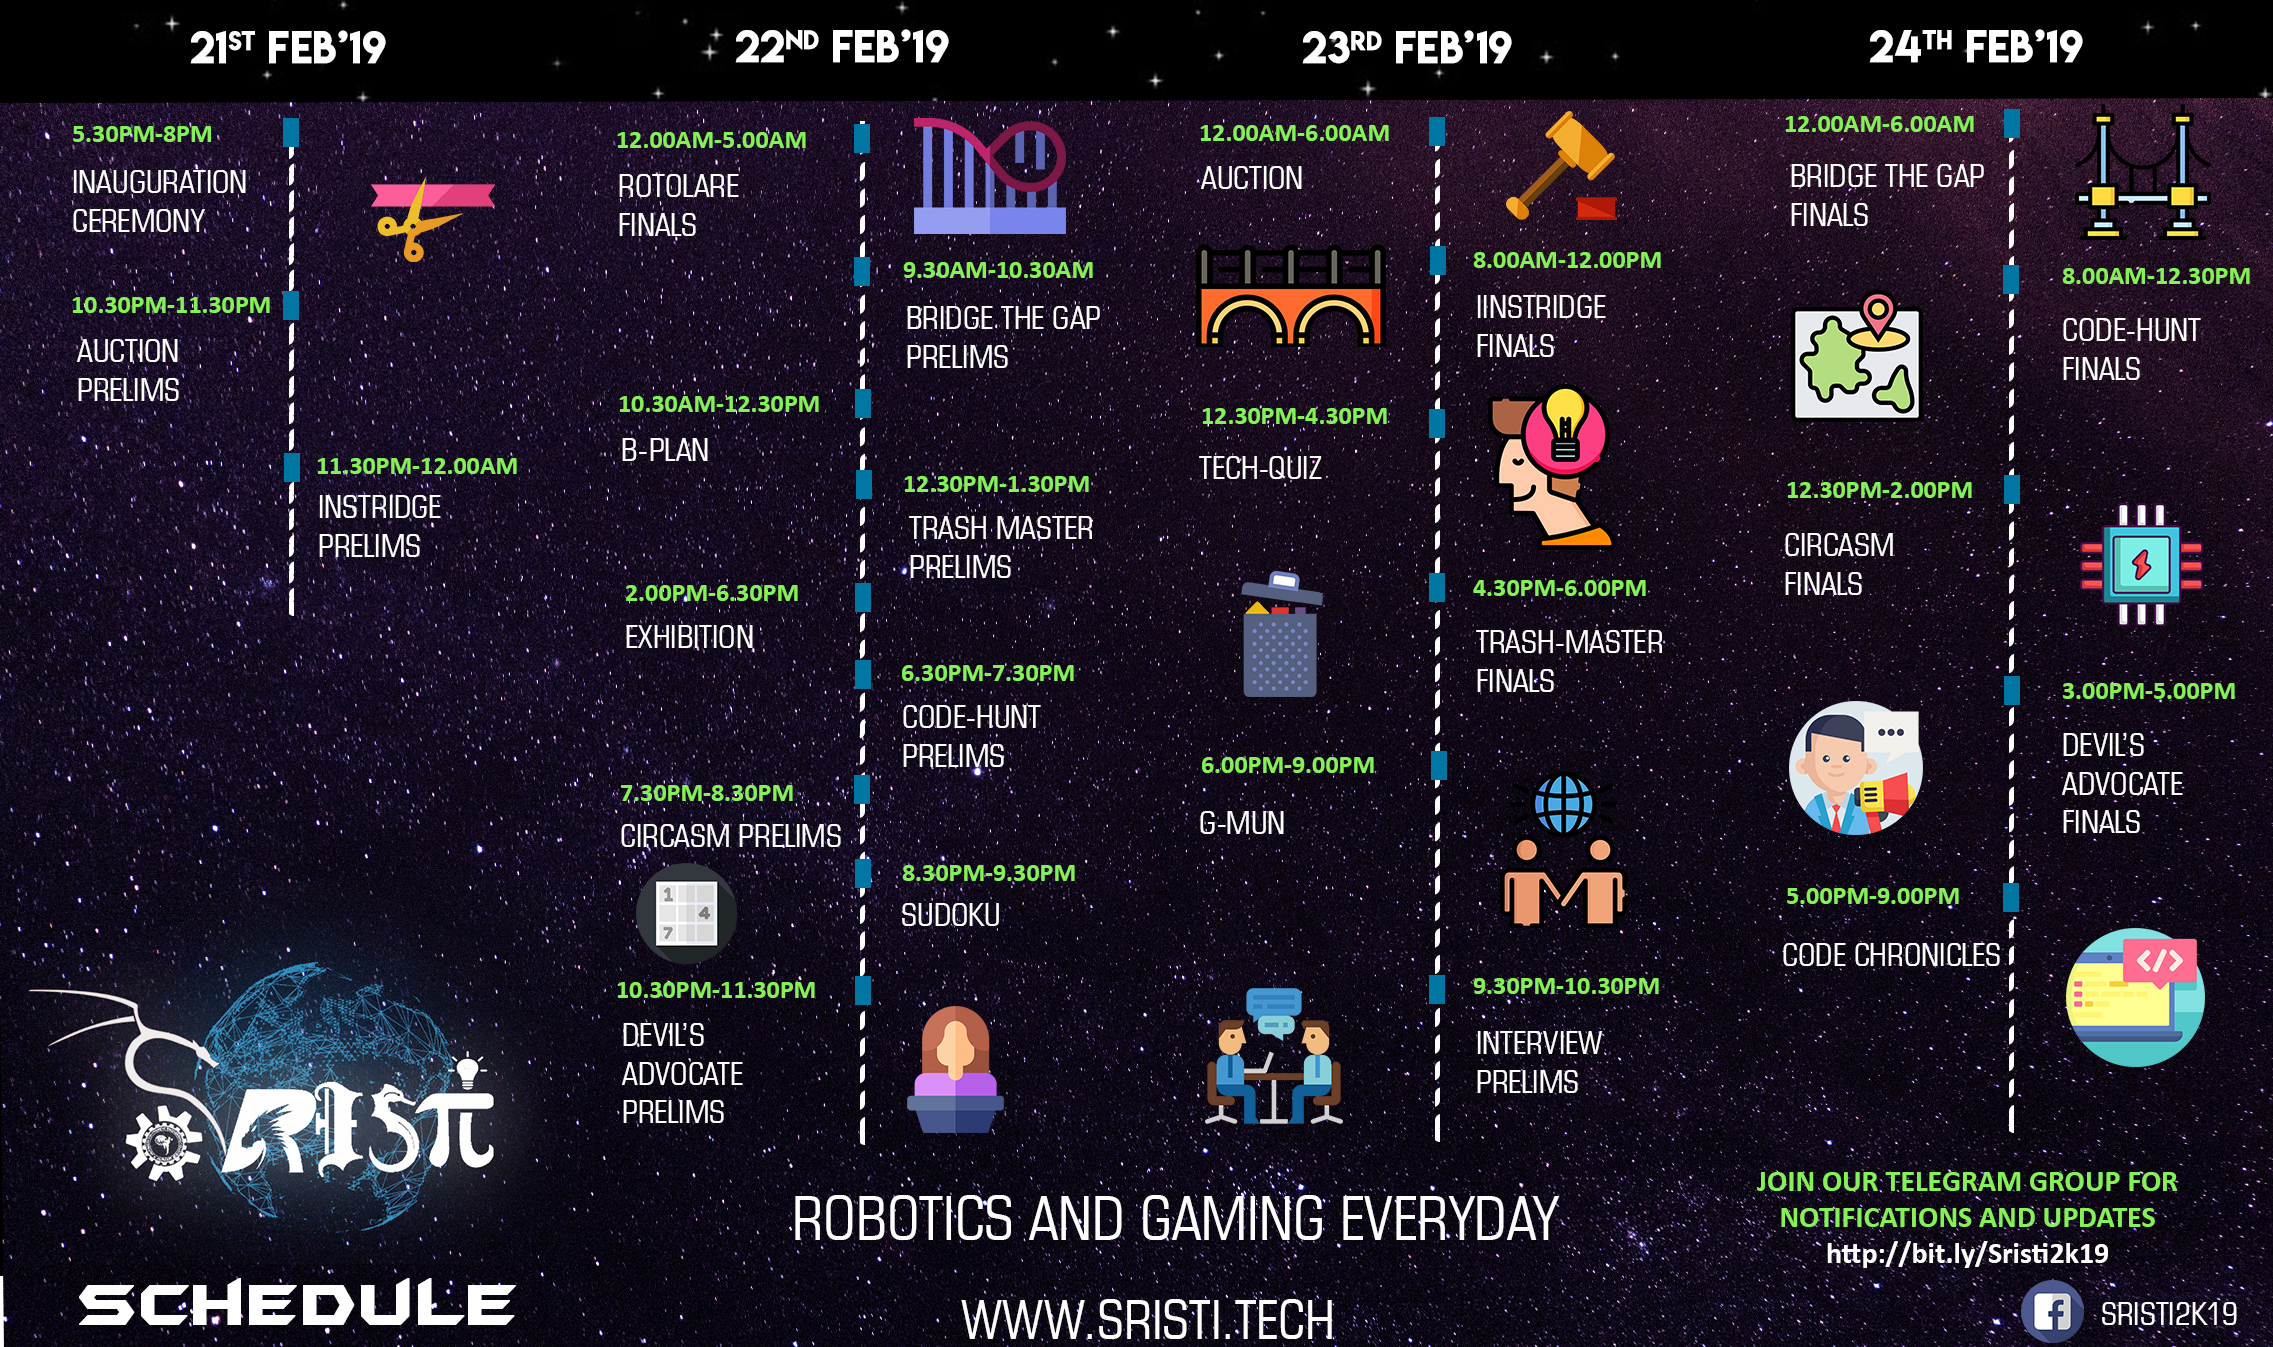 21ST FEB'19
5.30PM-8PM
INAUGURATION
CEREMONY
10.30PM-11.30PM
AUCTION
PRELIMS
11.30PM-12.00AM
INSTRIDGE
PRELIMS
22ND FEB'19
12.00AM-5.00AM
ROTOLARE
FINALS
9.30AM-10.30AM
BRIDGE THE GAP
PRELIMS
10.30AM-12.30PM
B-PLAN
12.30PM-1.30PM
TRASH MASTER
PRELIMS
2.00PM-6.30PM
EXHIBITION
6.30PM-7.30PM
CODE-HUNT
PRELIMS
7.30PM-8.30PM
CIRCASM PRELIMS
8.30PM-9.30PM
SUDOKU
1
4
7
10.30PM-11.30PM
DEVIL'S
ADVOCATE
PRELIMS
23RD FEB'19
12.00AM-6.00AM
AUCTION
8.00AM-12.00PM
IINSTRIDGE
FINALS
12.30PM-4.30PM
TECH-QUIZ
4.30PM-6.00PM
TRASH-MASTER
FINALS
6.00PM-9.00PM
G-MUN
9.30PM-10.30PM
INTERVIEW
PRELIMS
24TH FEB'19
12.00AM-6.00AM
BRIDGE THE GAP
FINALS
8.00AM-12.30PM
CODE-HUNT
FINALS
12.30PM-2.00PM
CIRCASM
FINALS
3.00PM-5.00PM
DEVIL'S
ADVOCATE
FINALS
5.00PM-9.00PM
CODE CHRONICLES
</>
SRISTI
SCHEDULE
ROBOTICS AND GAMING EVERYDAY
WWW.SRISTI.TECH
JOIN OUR TELEGRAM GROUP FOR
NOTIFICATIONS AND UPDATES
http://bit.ly/Sristi2k19
f SRISTI2K19